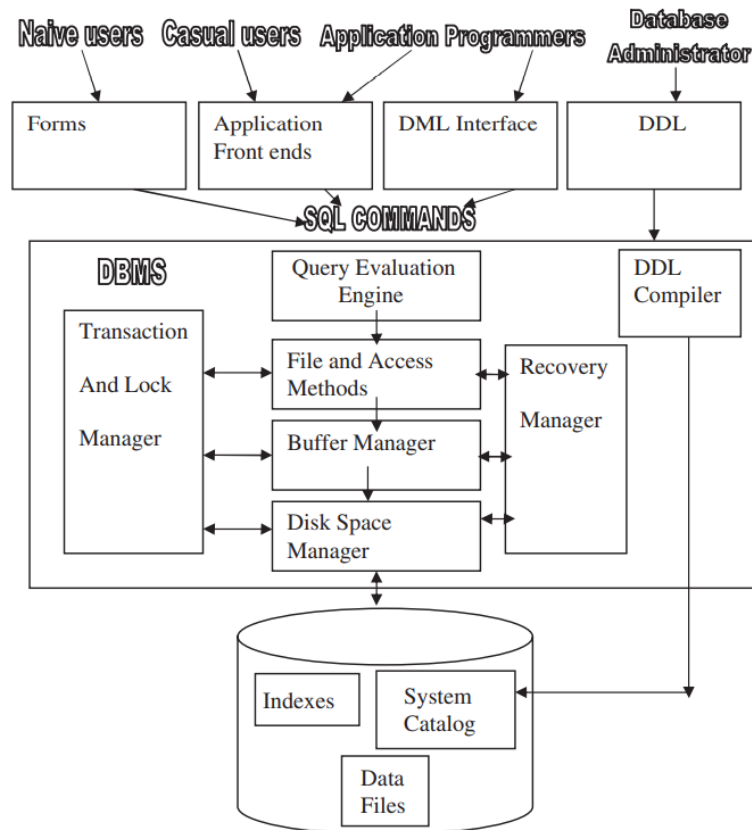 Naive users
Casual users
Application Programmers
Database
Administrator
Forms
Application
Front ends
DML Interface
DDL
SQL COMMANDS
DBMS
Query Evaluation
Engine
DDL
Compiler
Transaction
And Lock
Manager
File and Access
Methods
Recovery
Manager
Buffer Manager
Disk Space
Manager
Indexes
System
Catalog
Data
Files